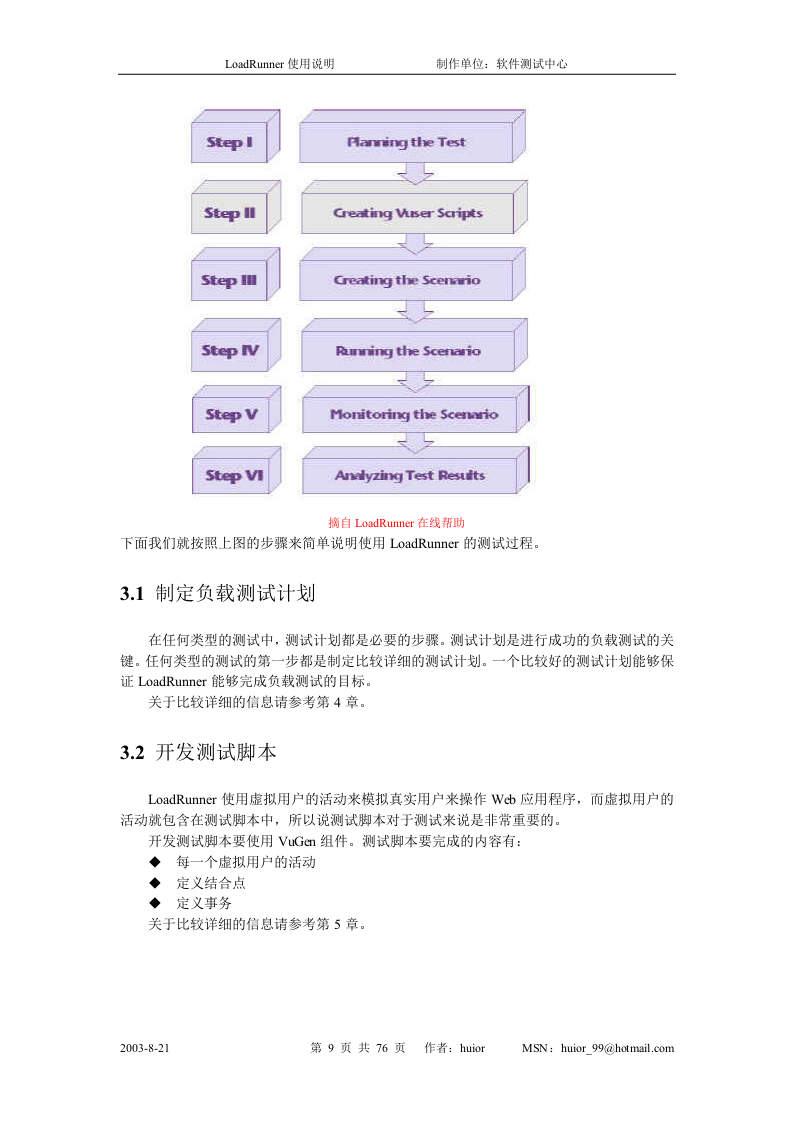 LoadRunner 使用说明 制作单位：软件测试中心
Step I Planning the Test
Step II Creating Vuser Scripts
Step III Creating the Scenario
Step IV Running the Scenario
Step V Monitoring the Scenario
Step VI Analyzing Test Results
摘自 LoadRunner 在线帮助
下面我们就按照上图的步骤来简单说明使用 LoadRunner 的测试过程。
3.1 制定负载测试计划
在任何类型的测试中，测试计划都是必要的步骤。测试计划是进行成功的负载测试的关
键。任何类型的测试的第一步都是制定比较详细的测试计划。一个比较好的测试计划能够保
证 LoadRunner 能够完成负载测试的目标。
关于比较详细的信息请参考第 4 章。
3.2 开发测试脚本
LoadRunner 使用虚拟用户的活动来模拟真实用户来操作 Web 应用程序，而虚拟用户的
活动就包含在测试脚本中，所以说测试脚本对于测试来说是非常重要的。
开发测试脚本要使用 VuGen 组件。测试脚本要完成的内容有：
◆ 每一个虚拟用户的活动
◆ 定义结合点
◆ 定义事务
关于比较详细的信息请参考第 5 章。
2003-8-21 第 9 页 共 76 页 作者：huior MSN：huior_99@hotmail.com